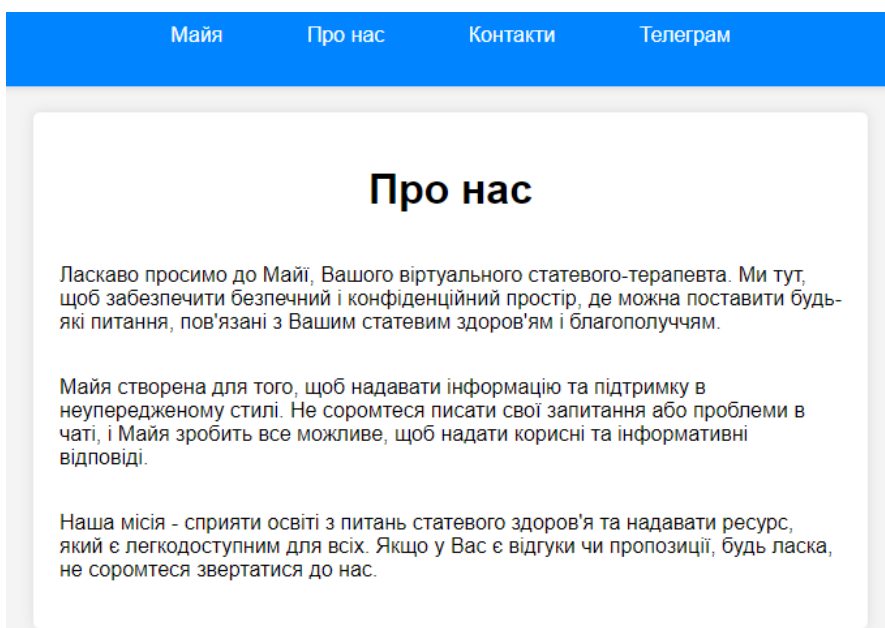 Майя Про нас Контакти Телеграм
Про нас
Ласкаво просимо до Майї, Вашого віртуального статевого-терапевта. Ми тут,
щоб забезпечити безпечний і конфіденційний простір, де можна поставити будь-
які питання, пов'язані з Вашим статевим здоров'ям і благополуччям.
Майя створена для того, щоб надавати інформацію та підтримку в
неупередженому стилі. Не соромтеся писати свої запитання або проблеми в
чаті, і Майя зробить все можливе, щоб надати корисні та інформативні
відповіді.
Наша місія - сприяти освіті з питань статевого здоров'я та надавати ресурс,
який є легкодоступним для всіх. Якщо у Вас є відгуки чи пропозиції, будь ласка,
не соромтеся звертатися до нас.